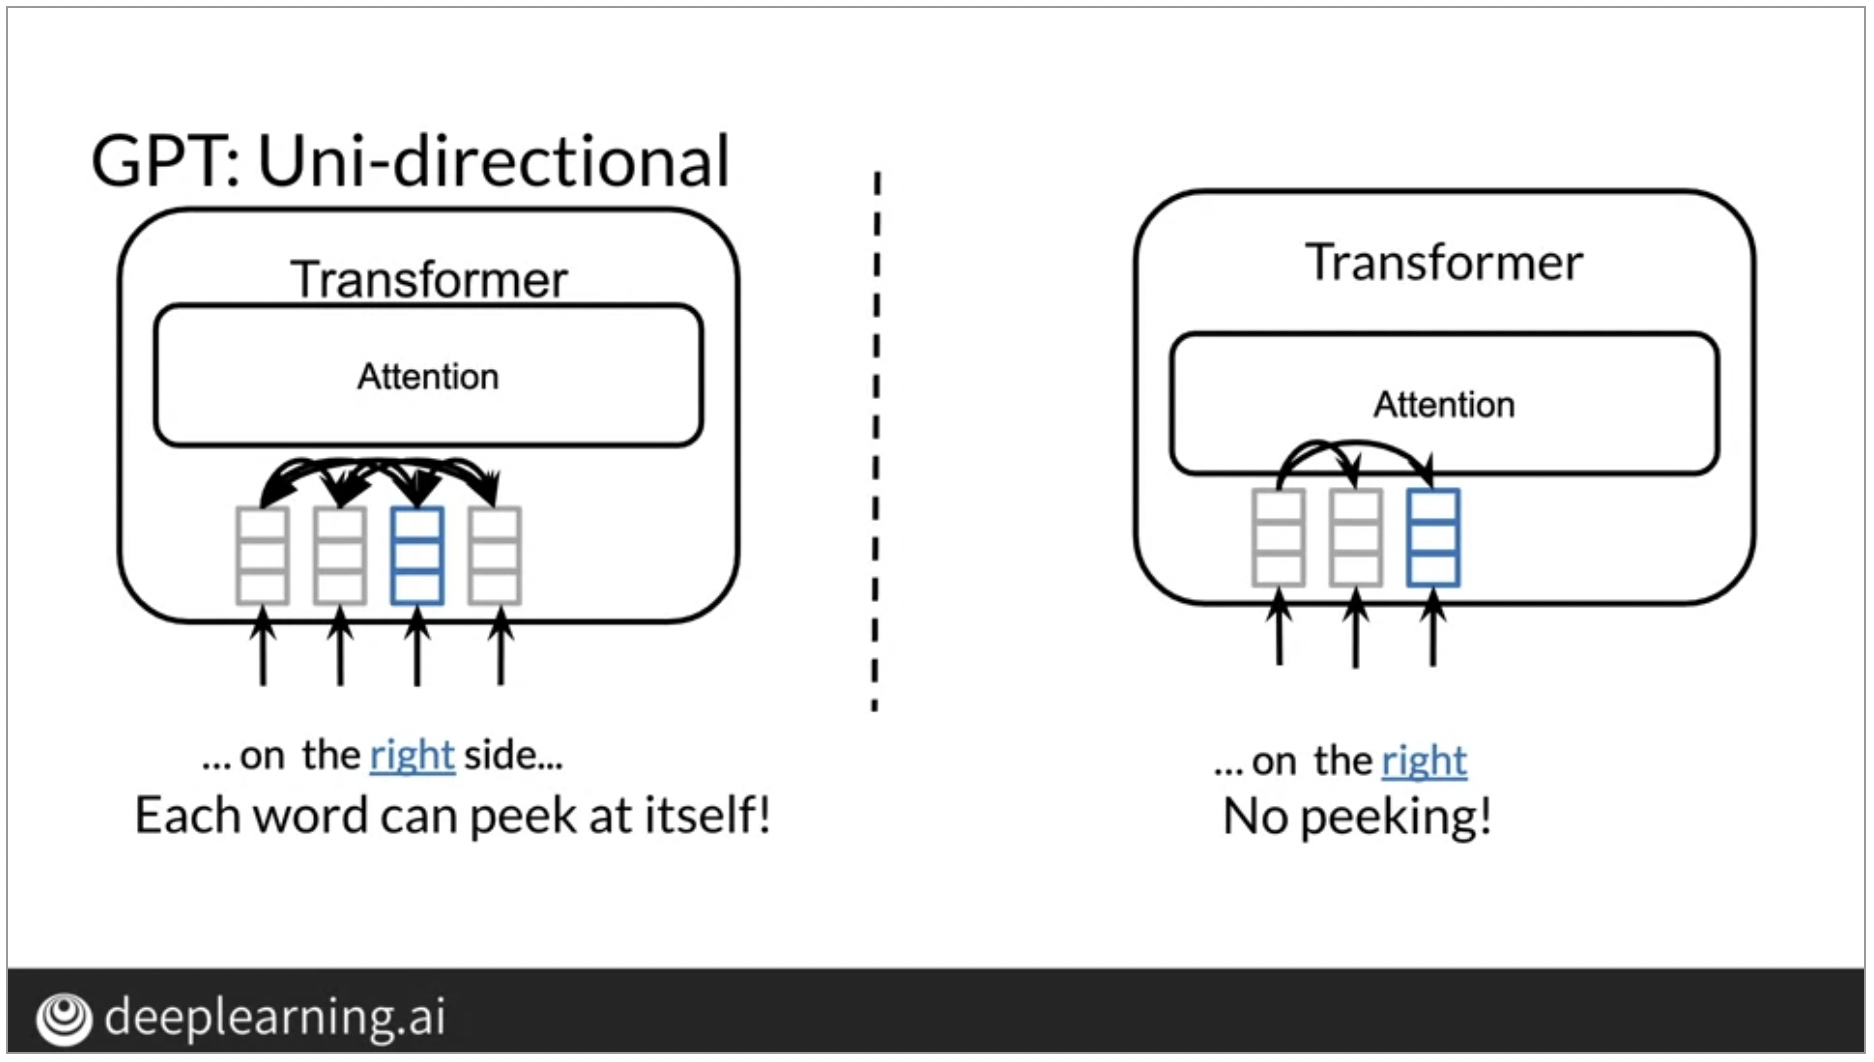 GPT: Uni-directional
Transformer
Attention
... on the right side...
Each word can peek at itself!
Transformer
Attention
... on the right
No peeking!
deeplearning.ai